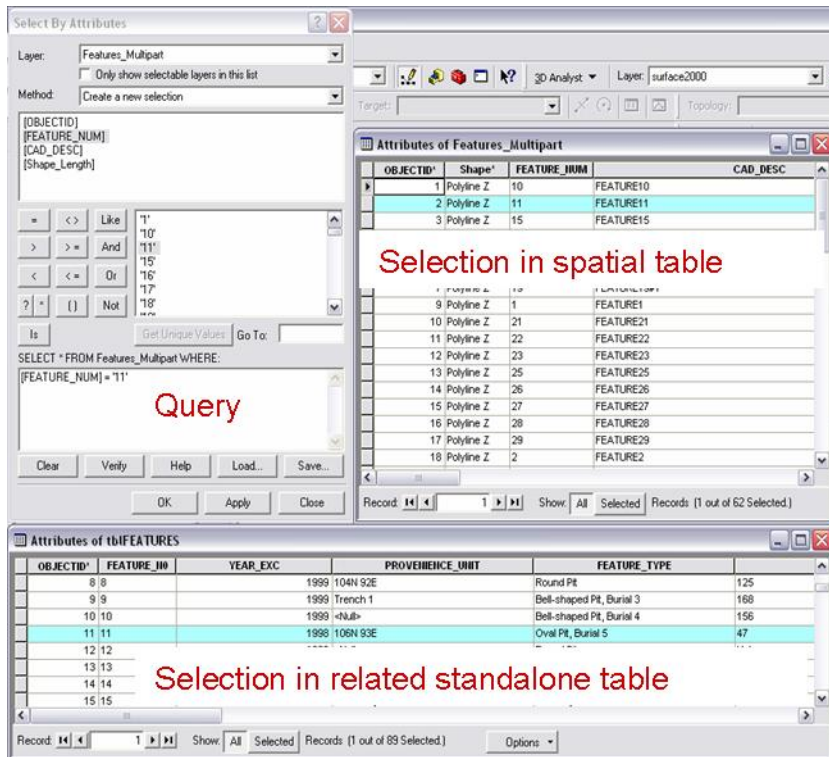 Select By Attributes
Layer: Features_Multipart
Only show selectable layers in this list
Method: Create a new selection
[OBJECTID]
[FEATURE_NUM]
[CAD_DESC]
[Shape_Length]
= <> Like
> >= And
< <= Or
? * () Not
Is
'1'
'10'
'11'
'15'
'16'
'17'
'18'
Get Unique Values Go To:
SELECT * FROM Features_Multipart WHERE:
[FEATURE_NUM] = '11'
Query
Clear Verify Help Load... Save...
OK Apply Close
3D Analyst Layer: surface2000
Target: Topology:
Attributes of Features_Multipart
OBJECTID* Shape* FEATURE_NUM CAD_DESC
1 Polyline Z 10 FEATURE10
2 Polyline Z 11 FEATURE11
3 Polyline Z 15 FEATURE15
Selection in spatial table
9 Polyline Z 1 FEATURE1
10 Polyline Z 21 FEATURE21
11 Polyline Z 22 FEATURE22
12 Polyline Z 23 FEATURE23
13 Polyline Z 25 FEATURE25
14 Polyline Z 26 FEATURE26
15 Polyline Z 27 FEATURE27
16 Polyline Z 28 FEATURE28
17 Polyline Z 29 FEATURE29
18 Polyline Z 2 FEATURE2
Record: 1 Show: All Selected Records (1 out of 62 Selected.)
Attributes of tblFEATURES
OBJECTID* FEATURE_N0 YEAR_EXC PROVENIENCE_UNIT FEATURE_TYPE
8 8 1999 104N 92E Round Pit 125
9 9 1999 Trench 1 Bell-shaped Pit, Burial 3 168
10 10 1999 <Null> Bell-shaped Pit, Burial 4 156
11 11 1998 106N 93E Oval Pit, Burial 5 47
12 12
13 13
14 14
15 15
Selection in related standalone table
Record: 1 Show: All Selected Records (1 out of 89 Selected.) Options